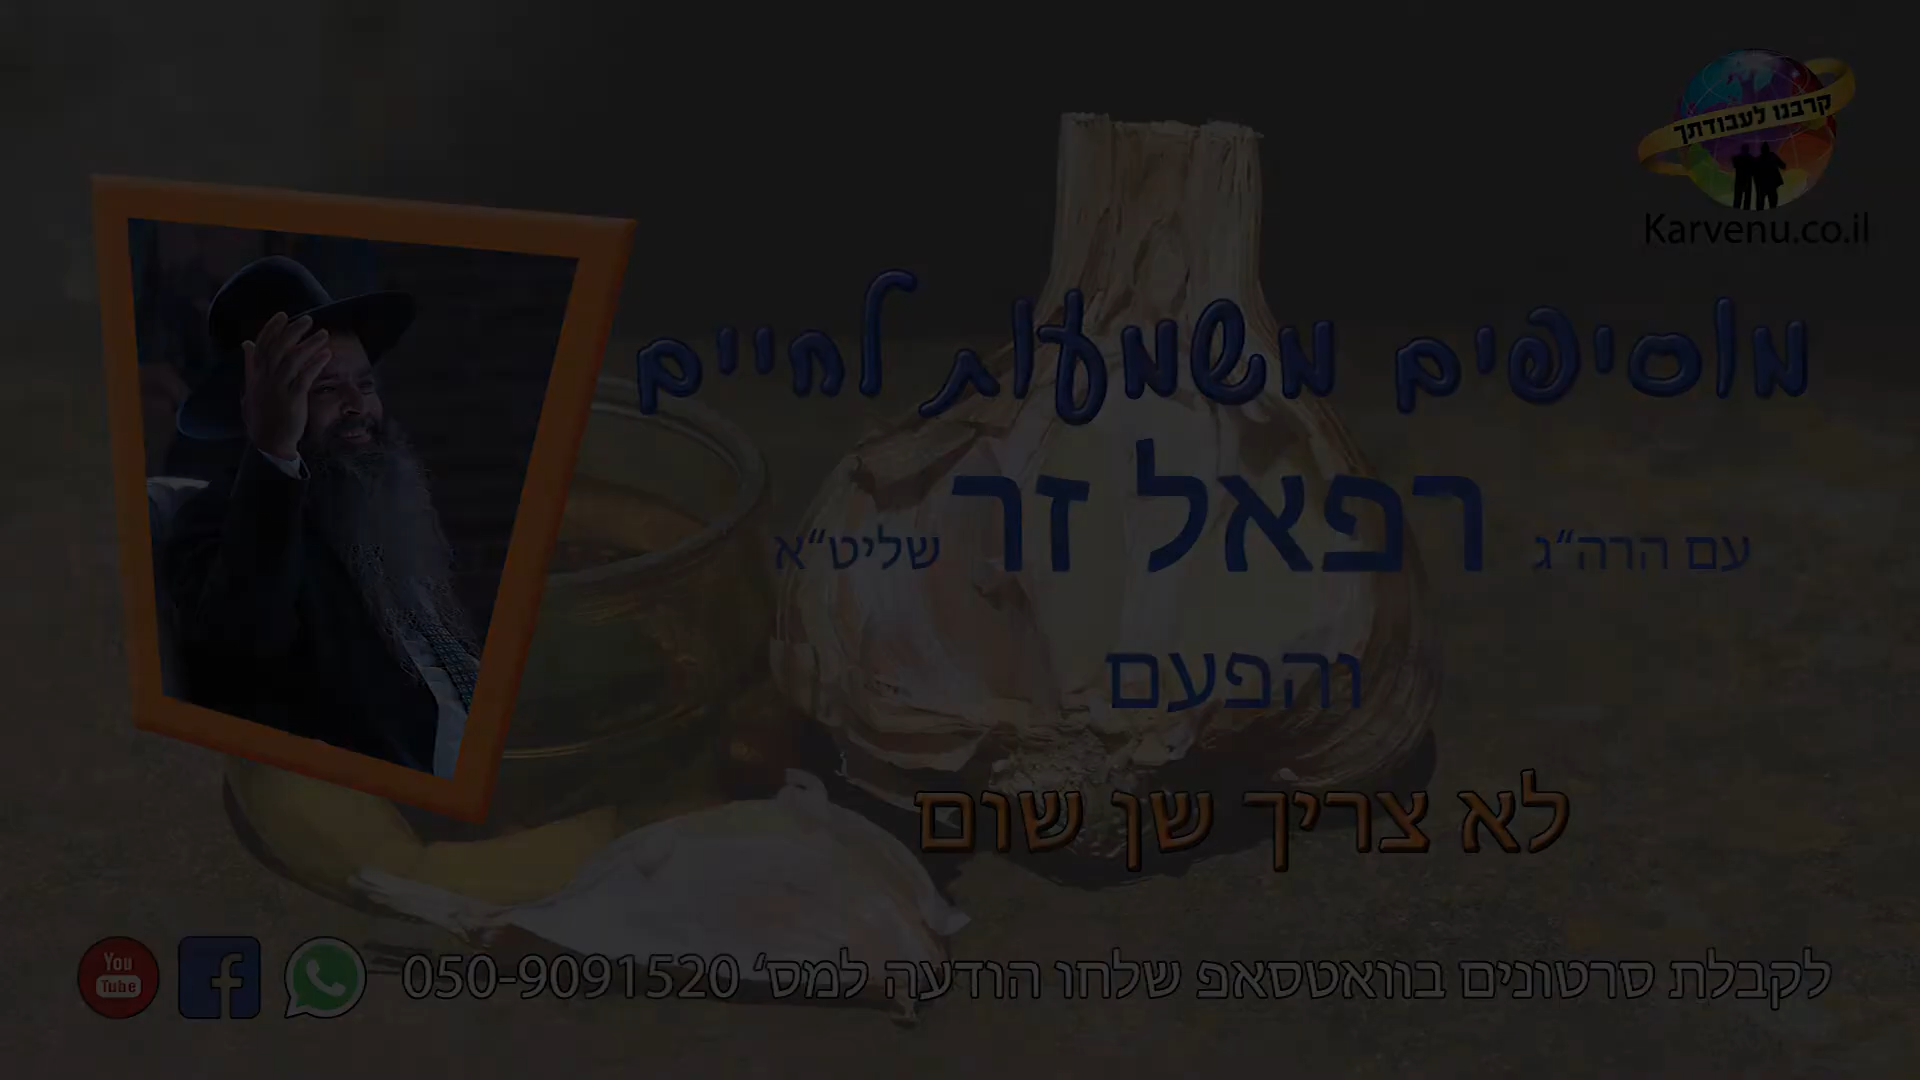 קרבנו לעבודתך
Karvenu.co.il
מוסיפים משמעות לחיים
עם הרה"ג רפאל זר שליט"א
והפעם
לא צריך שן שום
לקבלת סרטונים בוואטסאפ שלחו הודעה למס' 050-9091520
You
Tube